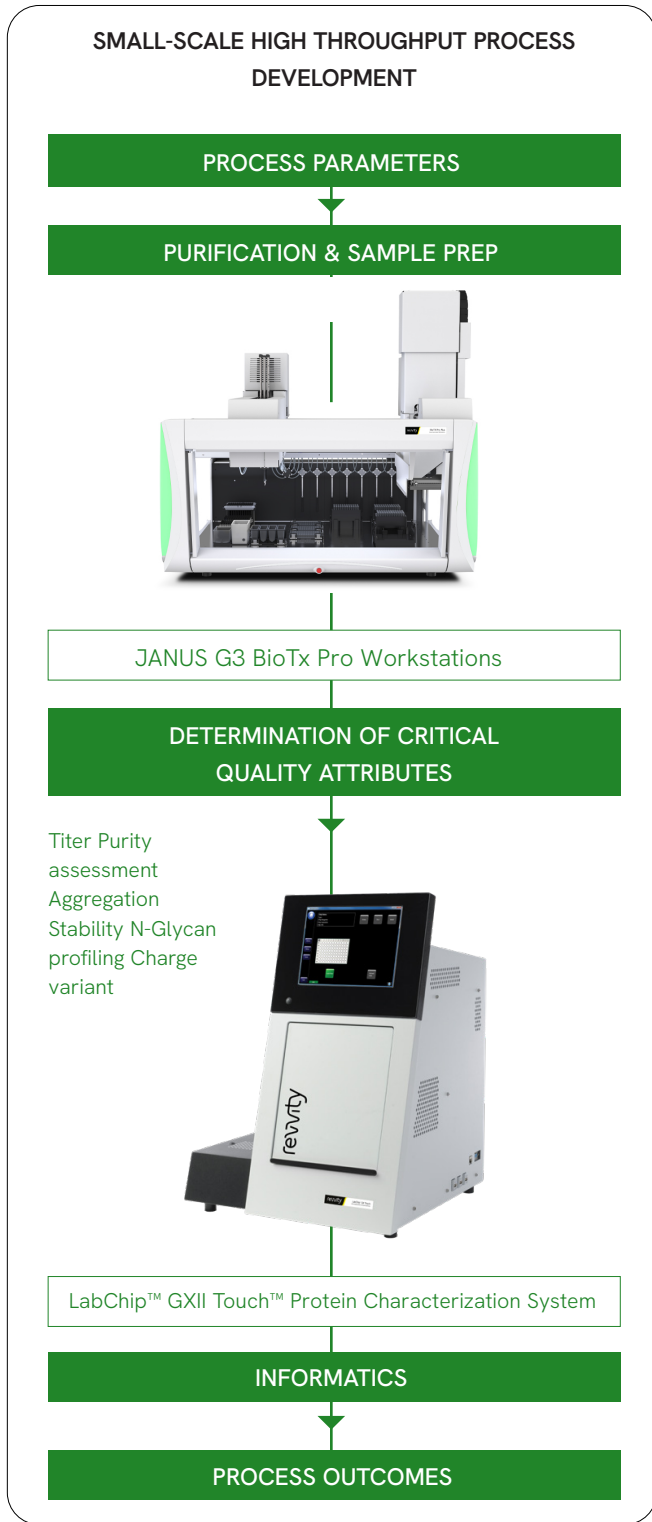 SMALL-SCALE HIGH THROUGHPUT PROCESS
DEVELOPMENT
PROCESS PARAMETERS
PURIFICATION & SAMPLE PREP
revvity
JANUS G3 BioTx Pro Workstations
DETERMINATION OF CRITICAL
QUALITY ATTRIBUTES
Titer Purity
assessment
Aggregation
Stability N-Glycan
profiling Charge
variant
revvity
revvity
LabChip™ GXII Touch™ Protein Characterization System
INFORMATICS
PROCESS OUTCOMES